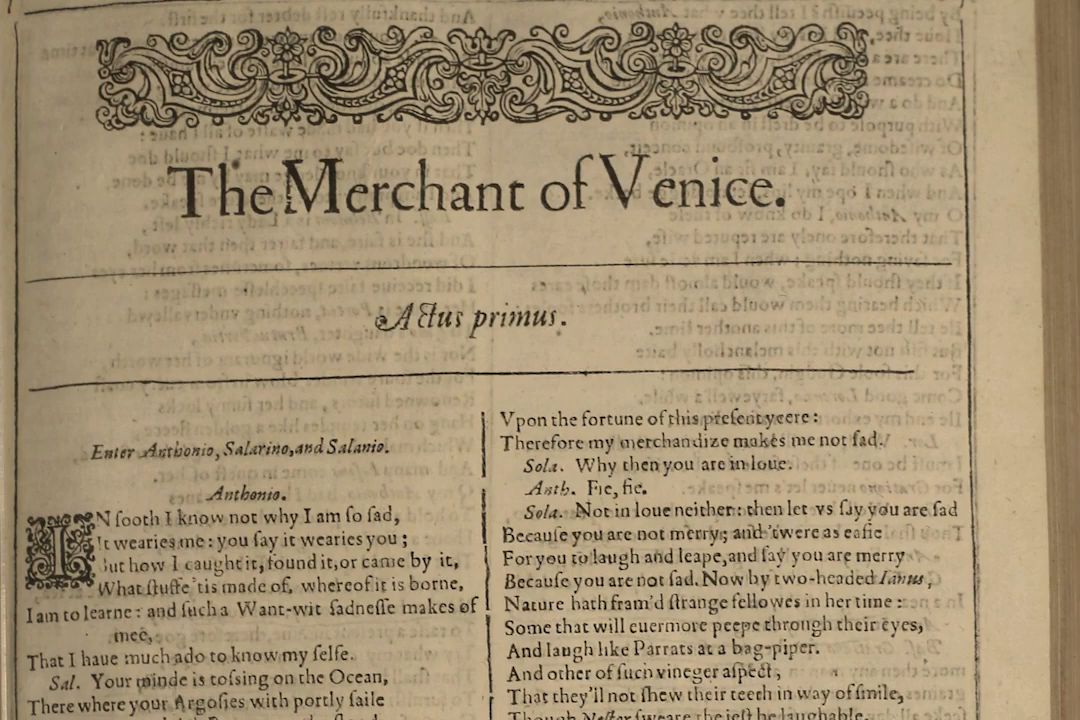 The Merchant of Venice.
Actus primus.
Enter Anthonio, Salarino, and Salanio.
Anthonio.
IN ſooth I know not why I am ſo ſad,
It wearies me: you ſay it wearies you;
But how I caught it, found it, or came by it,
What ſtuffe 'tis made of, whereof it is borne,
I am to learne: and ſuch a Want-wit ſadneſſe makes of
mee,
That I haue much ado to know my ſelfe.
Sal. Your minde is toſsing on the Ocean,
There where your Argoſies with portly ſaile
Vpon the fortune of this preſent yeere:
Therefore my merchandize makes me not ſad.
Sola. Why then you are in loue.
Anth. Fie, fie.
Sola. Not in loue neither: then let vs ſay you are ſad
Becauſe you are not merry; and 'twere as eaſie
For you to laugh and leape, and ſay you are merry
Becauſe you are not ſad. Now by two-headed Ianus,
Nature hath fram'd ſtrange fellowes in her time:
Some that will euermore peepe through their eyes,
And laugh like Parrats at a bag-piper.
And other of ſuch vineger aſpect,
That they'll not ſhew their teeth in way of ſmile,
Though Neſtor ſweare the ieſt be laughable.